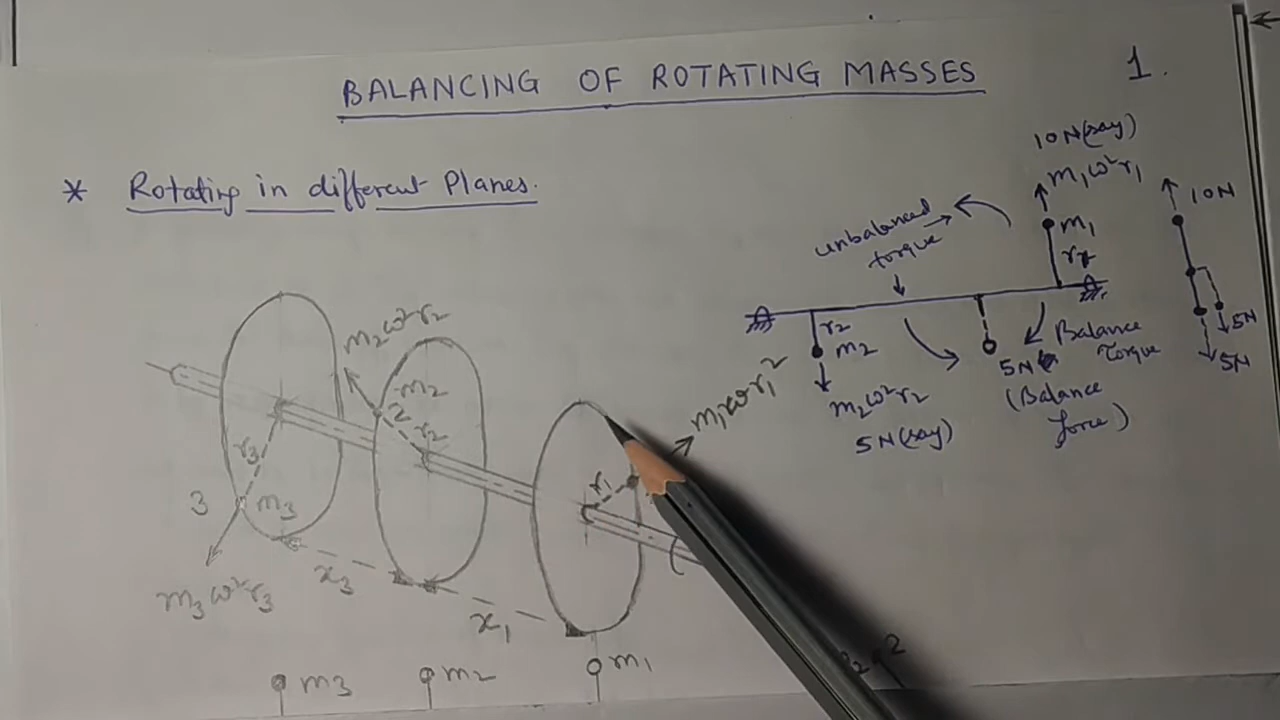 BALANCING OF ROTATING MASSES
1.
* Rotating in different Planes.
10N(say)
m₁ω²r₁
10N
unbalanced
torque
m₁
m₂ω²r₂
r₂
m₂
Balance
Torque
5N
5N
5N
(Balance
force)
m₂ω²r₂
5N(say)
m₂
2
r₂
r₃
r₁
3
m₃
x₃
m₃ω²r₃
x₁
m₃
m₂
m₁